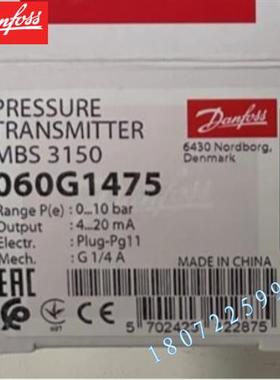 Danfoss
PRESSURE
TRANSMITTER
MBS 3150
060G1475
Danfoss
6430 Nordborg,
Denmark
Range P(e) : 0...10 bar
Output : 4...20 mA
Electr. : Plug-Pg11
Mech. : G 1/4 A
MADE IN CHINA
EAC